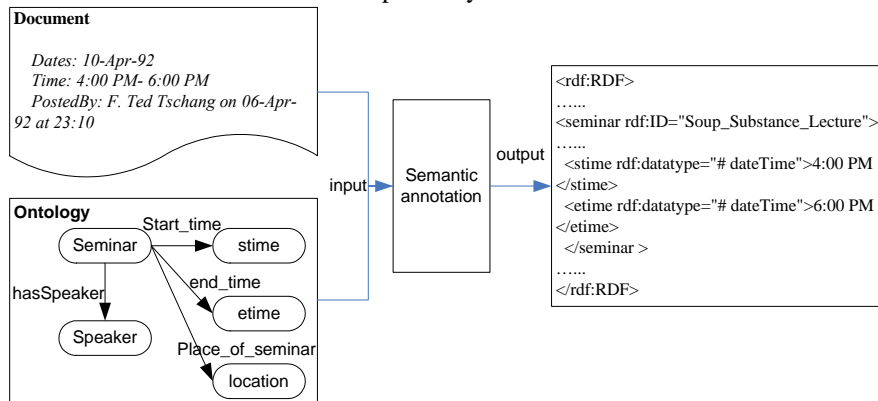 Document
Dates: 10-Apr-92
Time: 4:00 PM- 6:00 PM
PostedBy: F. Ted Tschang on 06-Apr-
92 at 23:10
input
Semantic
annotation
output
<rdf:RDF>
…...
<seminar rdf:ID="Soup_Substance_Lecture">
…...
<stime rdf:datatype="# dateTime">4:00 PM
</stime>
<etime rdf:datatype="# dateTime">6:00 PM
</etime>
</seminar >
…...
</rdf:RDF>
Ontology
Start_time
Seminar
stime
end_time
hasSpeaker
etime
Speaker
Place_of_seminar
location